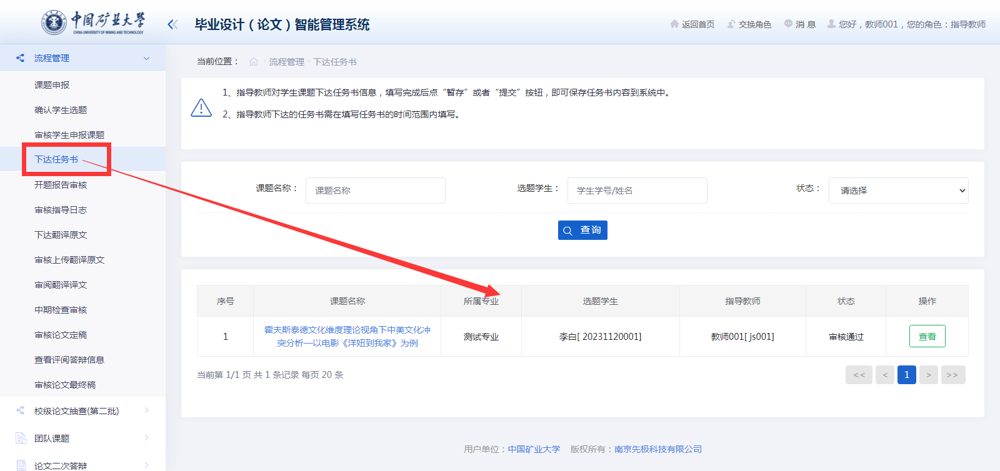 中国矿业大学
CHINA UNIVERSITY OF MINING AND TECHNOLOGY
毕业设计（论文）智能管理系统
返回首页 交换角色 消 息 您好，教师001，您的角色：指导教师
流程管理
课题申报
确认学生选题
审核学生申报课题
下达任务书
开题报告审核
审核指导日志
下达翻译原文
审核上传翻译原文
审阅翻译译文
中期检查审核
审核论文定稿
查看评阅答辩信息
审核论文最终稿
校级论文抽查(第二批)
团队课题
论文二次答辩
当前位置： 流程管理 下达任务书
1、指导教师对学生课题下达任务书信息，填写完成后点“暂存”或者“提交”按钮，即可保存任务书内容到系统中。
2、指导教师下达的任务书需在填写任务书的时间范围内填写。
课题名称： 课题名称 选题学生： 学生学号/姓名 状态： 请选择
查询
序号 课题名称 所属专业 选题学生 指导教师 状态 操作
1 霍夫斯泰德文化维度理论视角下中美文化冲
突分析—以电影《洋妞到我家》为例 测试专业 李白[ 20231120001] 教师001[ js001] 审核通过 查看
当前第 1/1 页 共 1 条记录 每页 20 条 << < 1 > >>
用户单位：中国矿业大学 版权所有：南京先极科技有限公司